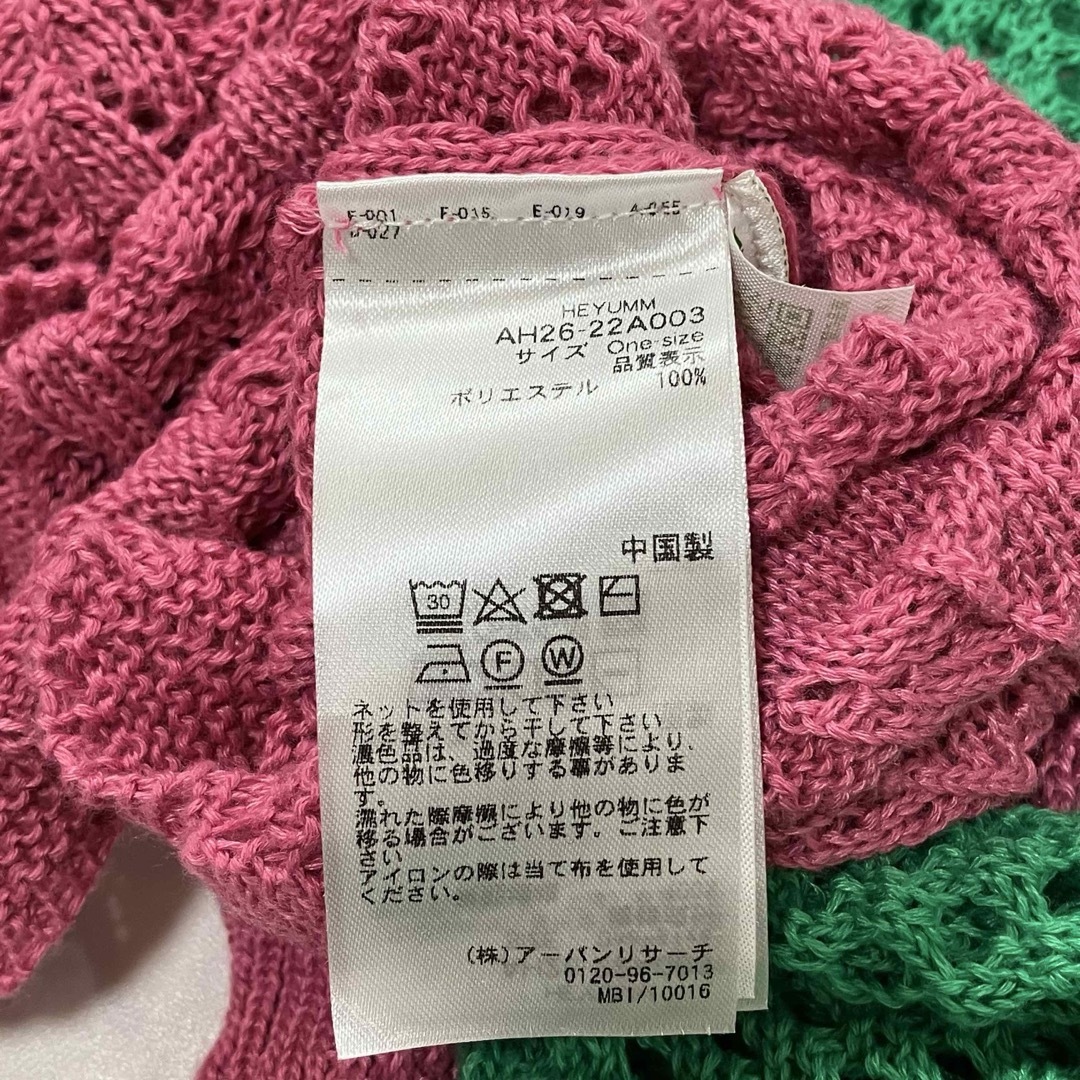 F-001 F-015 E-019 A-055
D-027
HEYUMM
AH26-22A003
サイズ One-size
品質表示
ポリエステル 100%
中国製
30
F W
ネットを使用して下さい
形を整えてから干して下さい
濃色品は、過度な摩擦等により、
他の物に色移りする事がありま
す。
濡れた際摩擦により他の物に色が
移る場合がございます。ご注意下
さい
アイロンの際は当て布を使用して
ください。
(株)アーバンリサーチ
0120-96-7013
MBI/10016